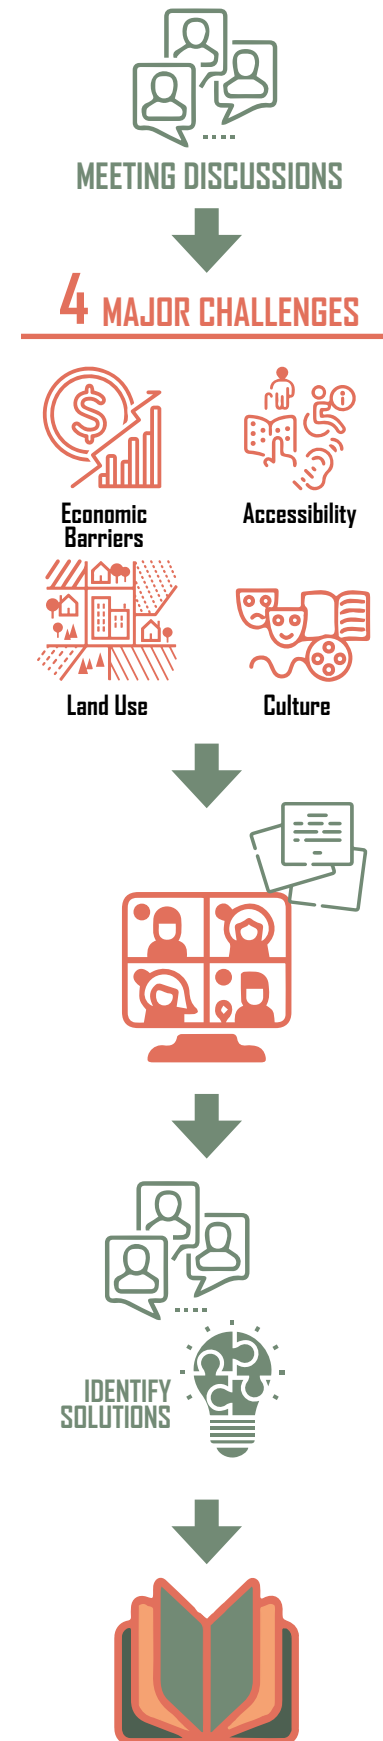 MEETING DISCUSSIONS
4 MAJOR CHALLENGES
Economic
Barriers
Accessibility
Land Use
Culture
IDENTIFY
SOLUTIONS